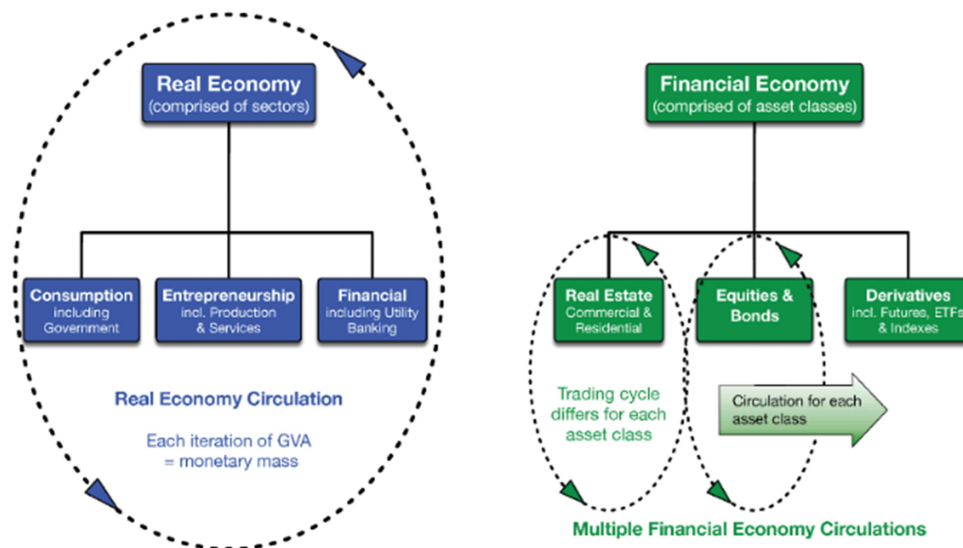 Real Economy
(comprised of sectors)
Consumption
including
Government
Entrepreneurship
incl. Production
& Services
Financial
including Utility
Banking
Real Economy Circulation
Each iteration of GVA
= monetary mass
Financial Economy
(comprised of asset classes)
Real Estate
Commercial &
Residential
Equities &
Bonds
Derivatives
incl. Futures, ETFs
& Indexes
Trading cycle
differs for each
asset class
Circulation for each
asset class
Multiple Financial Economy Circulations